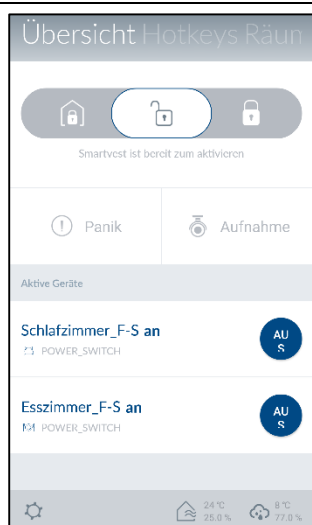 Übersicht Hotkeys Räun
Smartvest ist bereit zum aktivieren
Panik
Aufnahme
Aktive Geräte
Schlafzimmer_F-S an
AU
S
POWER_SWITCH
Esszimmer_F-S an
AU
S
POWER_SWITCH
24 °C
25.0 %
8 °C
77.0 %